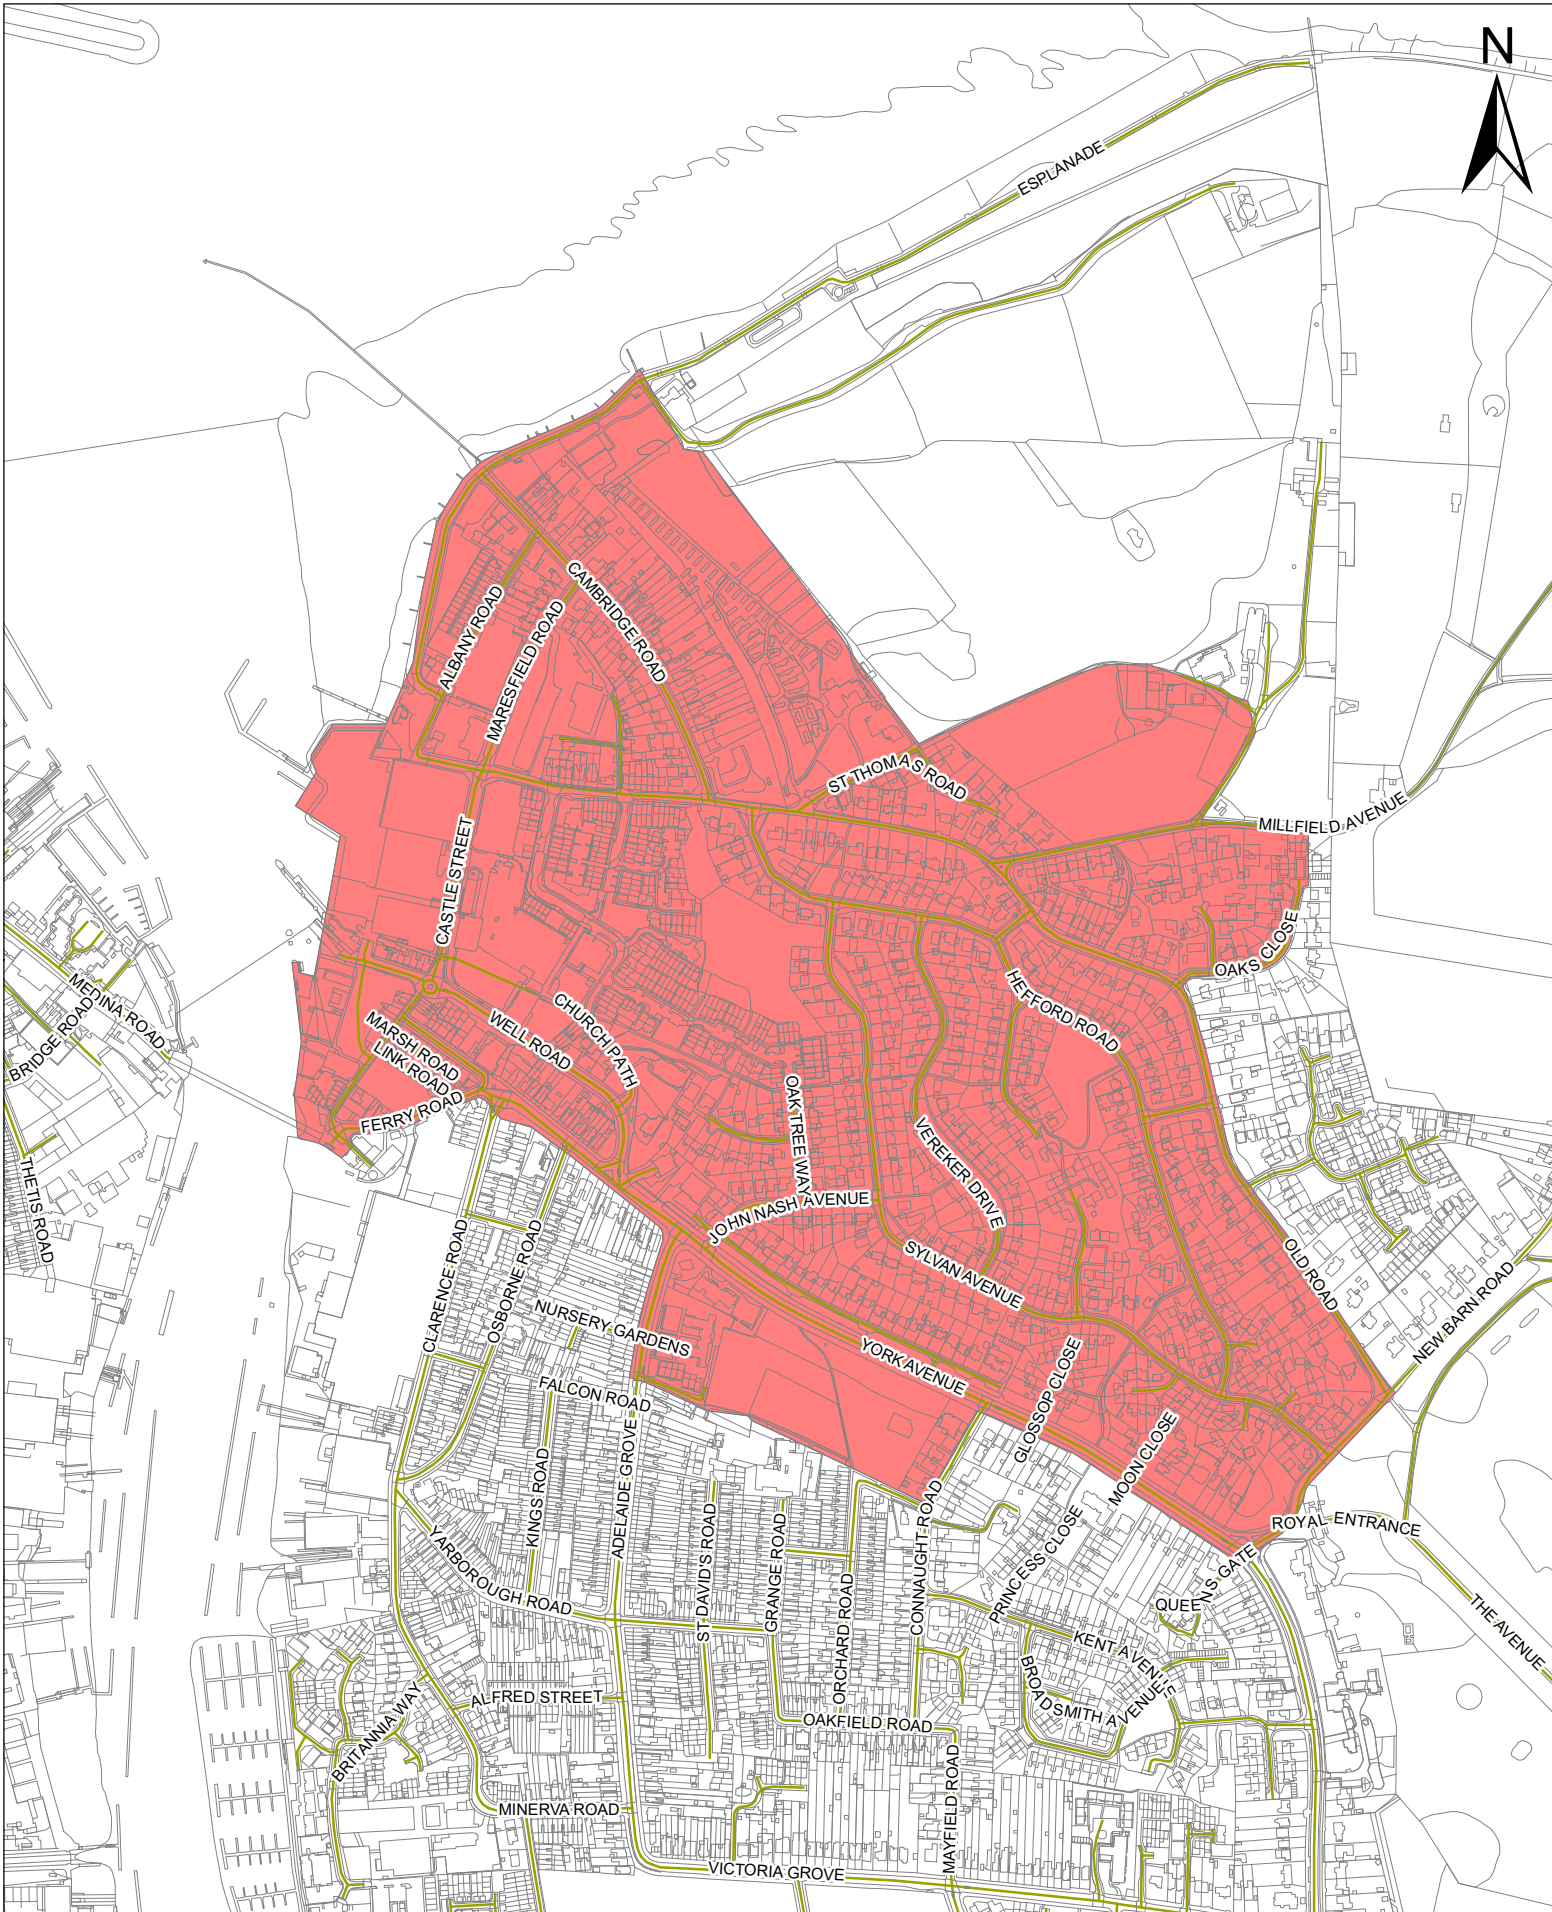 N
ESPLANADE
CAMBRIDGE ROAD
ALBANY ROAD
MARESFIELD ROAD
ST THOMAS ROAD
MILLFIELD AVENUE
CASTLE STREET
OAKS CLOSE
HEFFORD ROAD
MEDINA ROAD
BRIDGE ROAD
CHURCH PATH
WELL ROAD
MARSH ROAD
LINK ROAD
FERRY ROAD
OAK TREE WAY
VEREKER DRIVE
THETIS ROAD
JOHN NASH AVENUE
SYLVAN AVENUE
OLD ROAD
NEW BARN ROAD
CLARENCE ROAD
OSBORNE ROAD
NURSERY GARDENS
YORK AVENUE
GLOSSOP CLOSE
FALCON ROAD
MOON CLOSE
KINGS ROAD
ADELAIDE GROVE
ROYAL ENTRANCE
YARBOROUGH ROAD
ST DAVID'S ROAD
GRANGE ROAD
ORCHARD ROAD
CONNAUGHT ROAD
PRINCESS CLOSE
QUEENS GATE
THE AVENUE
KENT AVENUE
BROADSMITH AVENUE
BRITANNIA WAY
ALFRED STREET
OAKFIELD ROAD
MINERVA ROAD
MAYFIELD ROAD
VICTORIA GROVE